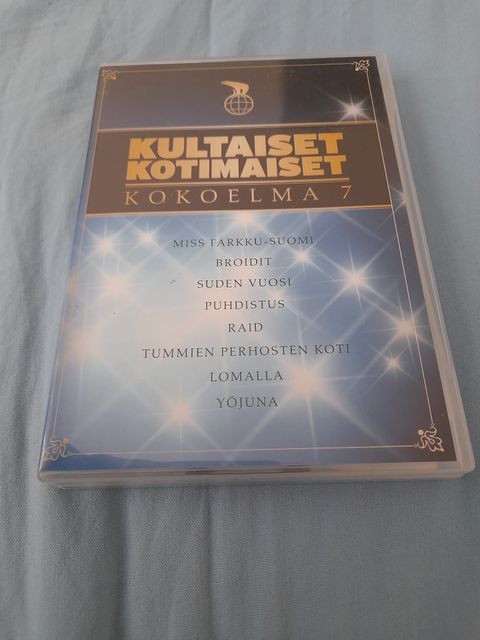 KULTAISET
KOTIMAISET
KOKOELMA 7
MISS FARKKU-SUOMI
BROIDIT
SUDEN VUOSI
PUHDISTUS
RAID
TUMMIEN PERHOSTEN KOTI
LOMALLA
YÖJUNA